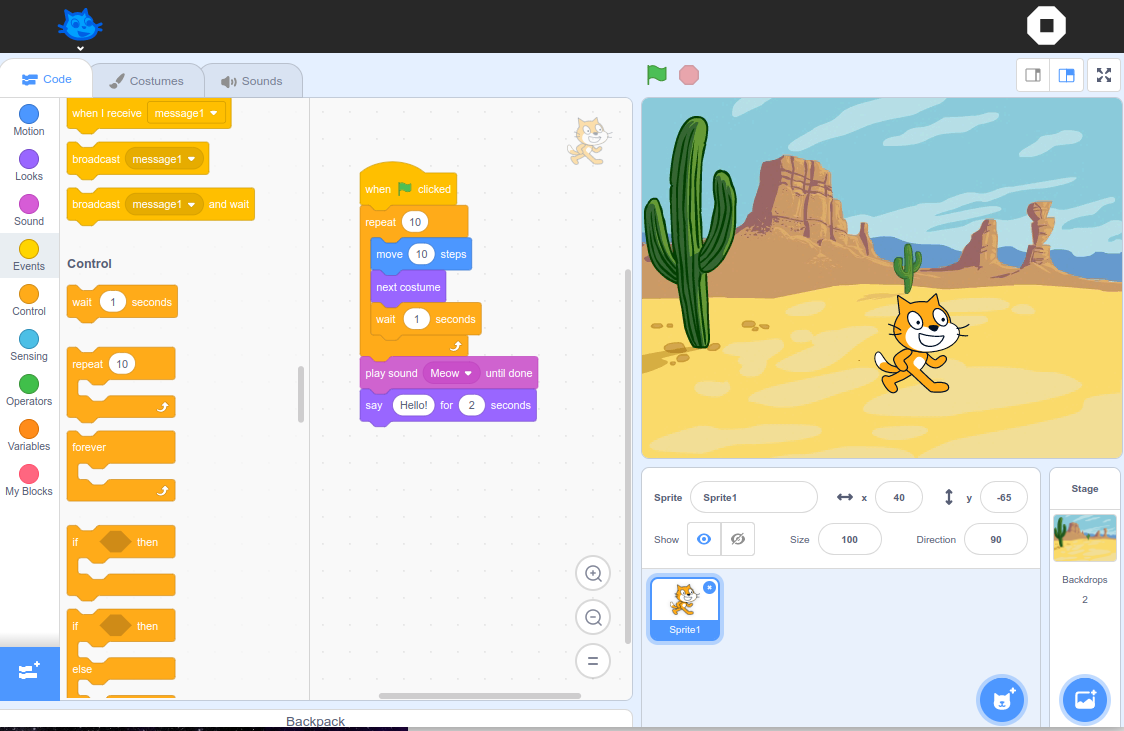 Code
Costumes
Sounds
Motion
Looks
Sound
Events
Control
Sensing
Operators
Variables
My Blocks
when I receive message1
broadcast message1
broadcast message1 and wait
Control
wait 1 seconds
repeat 10
forever
if then
if then
else
when clicked
repeat 10
move 10 steps
next costume
wait 1 seconds
play sound Meow until done
say Hello! for 2 seconds
Backpack
Sprite Sprite1 x 40 y -65
Show Size 100 Direction 90
Sprite1
Stage
Backdrops
2